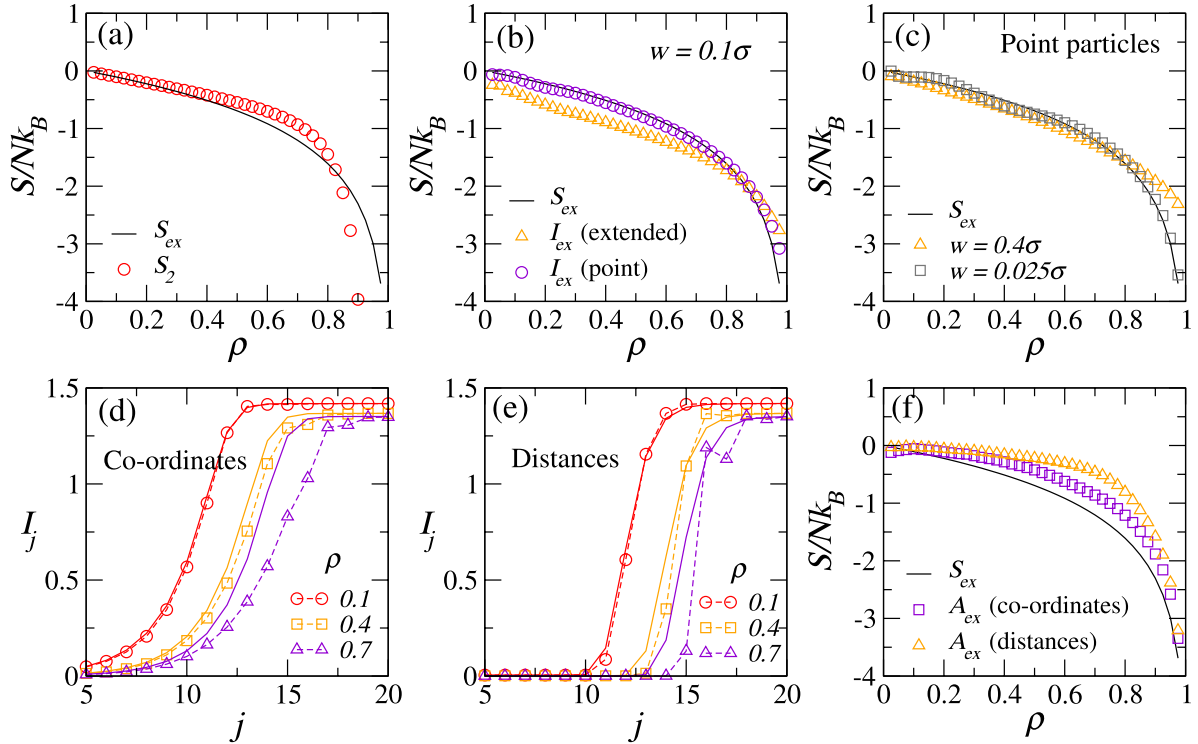 (a)
1
0
-1
-2
-3
-4
S/Nk_B
S_ex
S_2
0 0.2 0.4 0.6 0.8 1
ρ
(b)
w = 0.1σ
1
0
-1
-2
-3
-4
S/Nk_B
S_ex
I_ex (extended)
I_ex (point)
0 0.2 0.4 0.6 0.8 1
ρ
(c)
Point particles
1
0
-1
-2
-3
-4
S/Nk_B
S_ex
w = 0.4σ
w = 0.025σ
0 0.2 0.4 0.6 0.8 1
ρ
(d)
Co-ordinates
1.5
1
0.5
0
I_j
ρ
0.1
0.4
0.7
5 10 15 20
j
(e)
Distances
1.5
1
0.5
0
I_j
ρ
0.1
0.4
0.7
5 10 15 20
j
(f)
1
0
-1
-2
-3
-4
S/Nk_B
S_ex
A_ex (co-ordinates)
A_ex (distances)
0 0.2 0.4 0.6 0.8 1
ρ